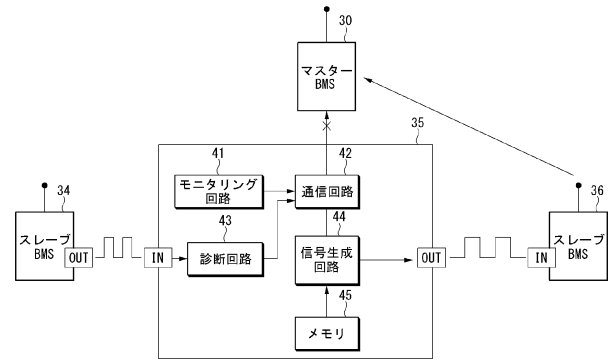 30
マスター
BMS
35
41
モニタリング
回路
42
通信回路
34
スレーブ
BMS
OUT
IN
43
診断回路
44
信号生成
回路
OUT
36
スレーブ
BMS
IN
45
メモリ